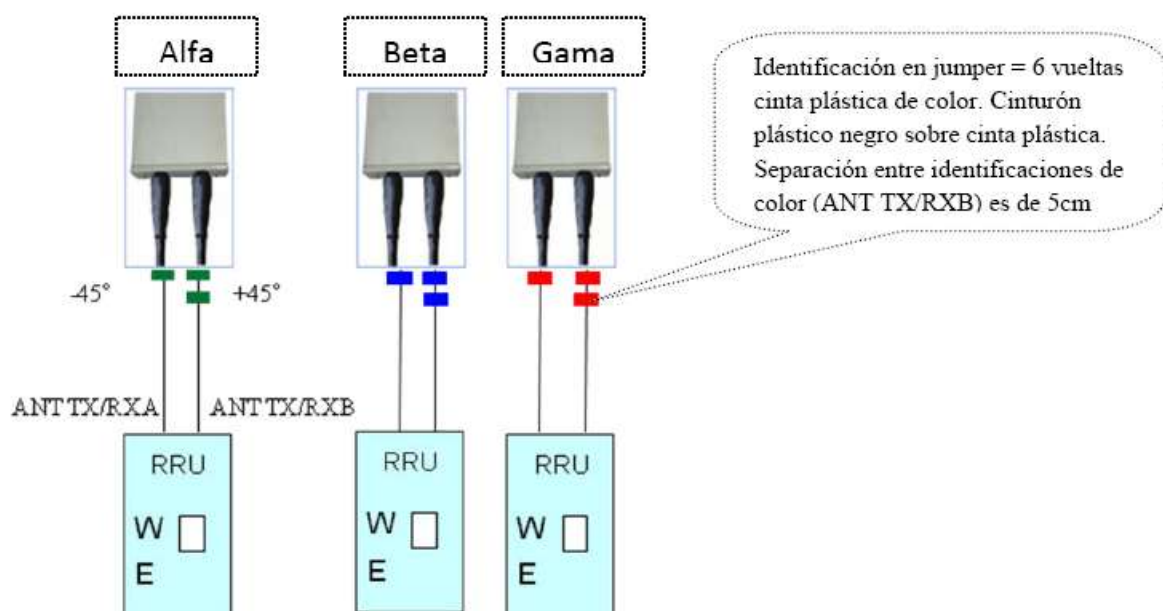 Alfa
Beta
Gama
Identificación en jumper = 6 vueltas
cinta plástica de color. Cinturón
plástico negro sobre cinta plástica.
Separación entre identificaciones de
color (ANT TX/RXB) es de 5cm
-45°
+45°
ANT TX/RXA
ANT TX/RXB
RRU
W
E
RRU
W
E
RRU
W
E